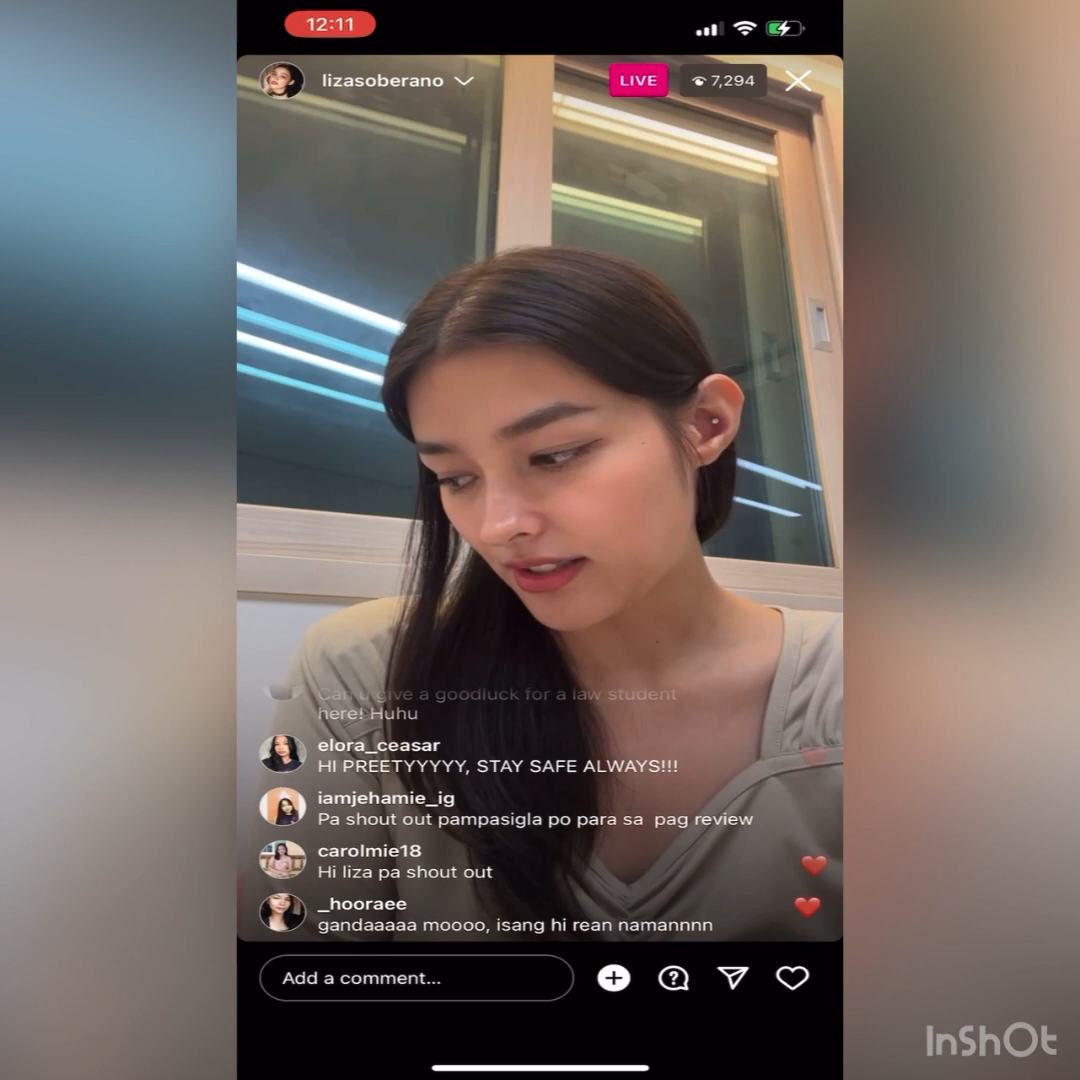 12:11
lizasoberano
LIVE
7,294
Can u give a goodluck for a law student
here! Huhu
elora_ceasar
HI PREETYYYYY, STAY SAFE ALWAYS!!!
iamjehamie_ig
Pa shout out pampasigla po para sa pag review
carolmie18
Hi liza pa shout out
_hooraee
gandaaaaa moooo, isang hi rean namannnn
Add a comment...
InShOt